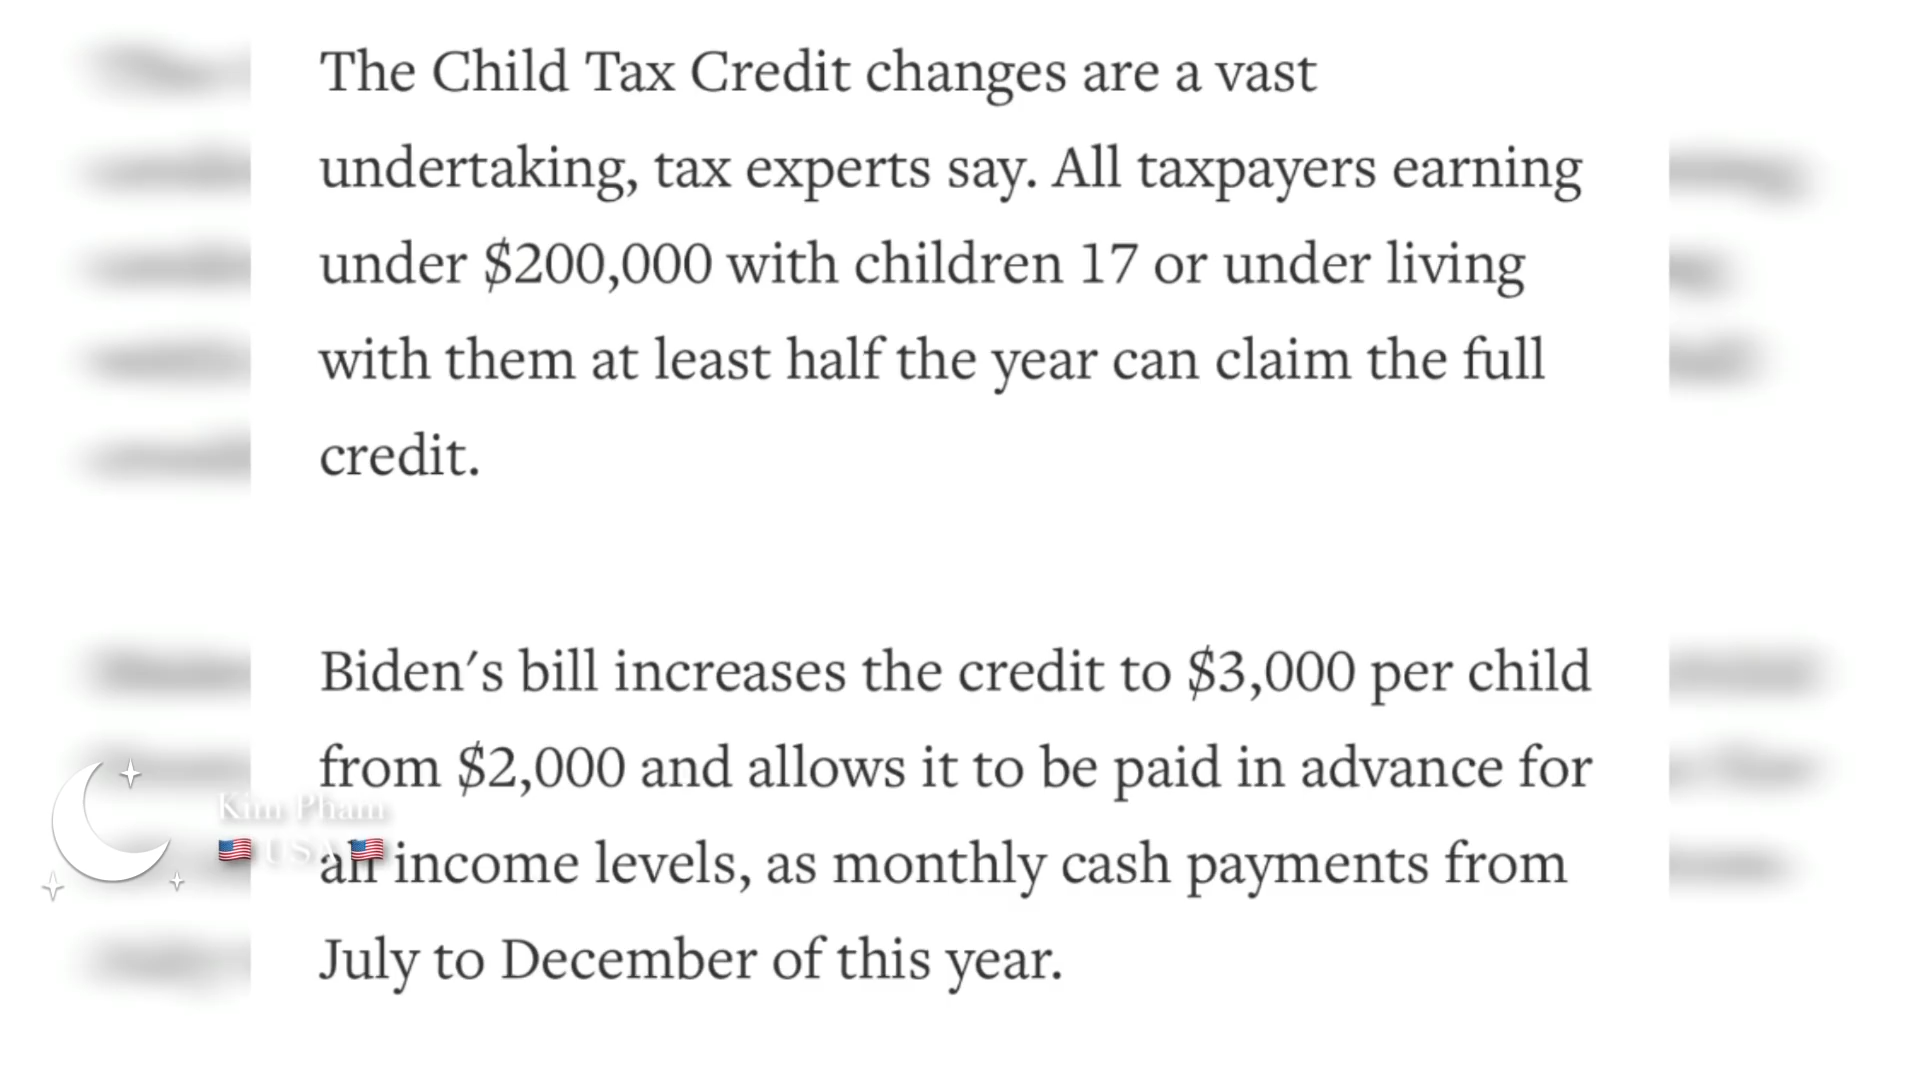 The Child Tax Credit changes are a vast
undertaking, tax experts say. All taxpayers earning
under $200,000 with children 17 or under living
with them at least half the year can claim the full
credit.
Biden's bill increases the credit to $3,000 per child
from $2,000 and allows it to be paid in advance for
all income levels, as monthly cash payments from
July to December of this year.
Kim Pham
USA